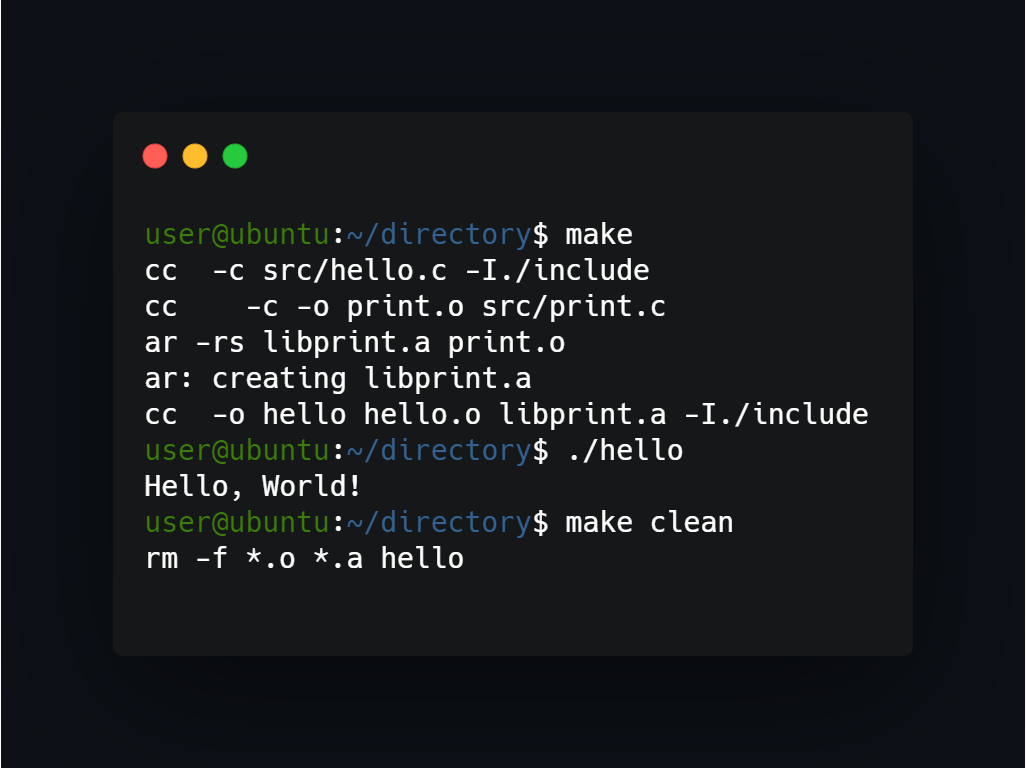 user@ubuntu:~/directory$ make
cc  -c src/hello.c -I./include
cc    -c -o print.o src/print.c
ar -rs libprint.a print.o
ar: creating libprint.a
cc  -o hello hello.o libprint.a -I./include
user@ubuntu:~/directory$ ./hello
Hello, World!
user@ubuntu:~/directory$ make clean
rm -f *.o *.a hello